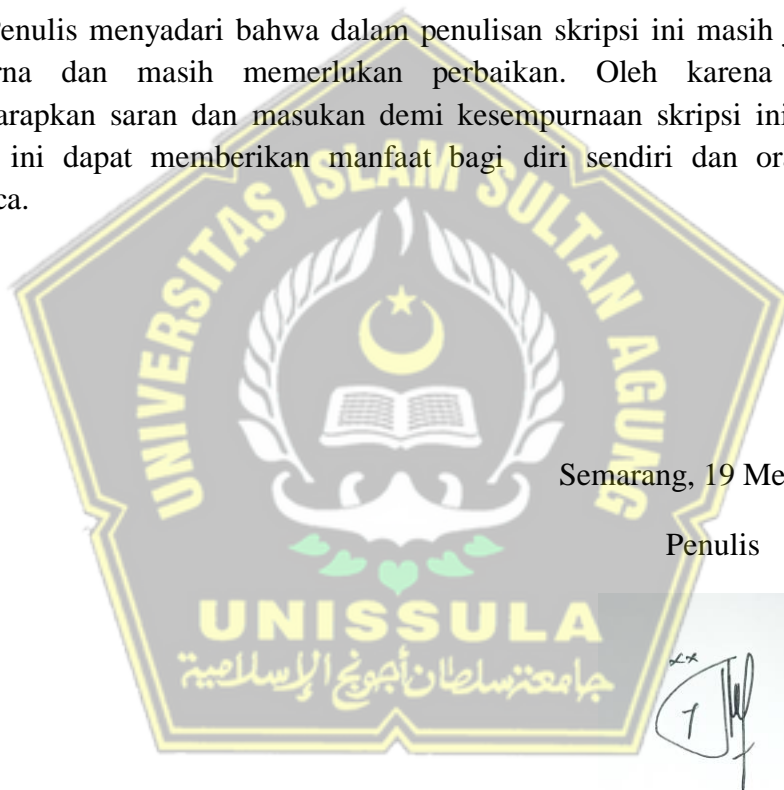 Penulis menyadari bahwa dalam penulisan skripsi ini masih
rna dan masih memerlukan perbaikan. Oleh karena
arapkan saran dan masukan demi kesempurnaan skripsi ini
ini dapat memberikan manfaat bagi diri sendiri dan or
ca.
UNIVERSITAS ISLAM SULTAN AGUNG
Semarang, 19 Me
Penulis
UNISSULA
جامعة سلطان أجونج الإسلامية